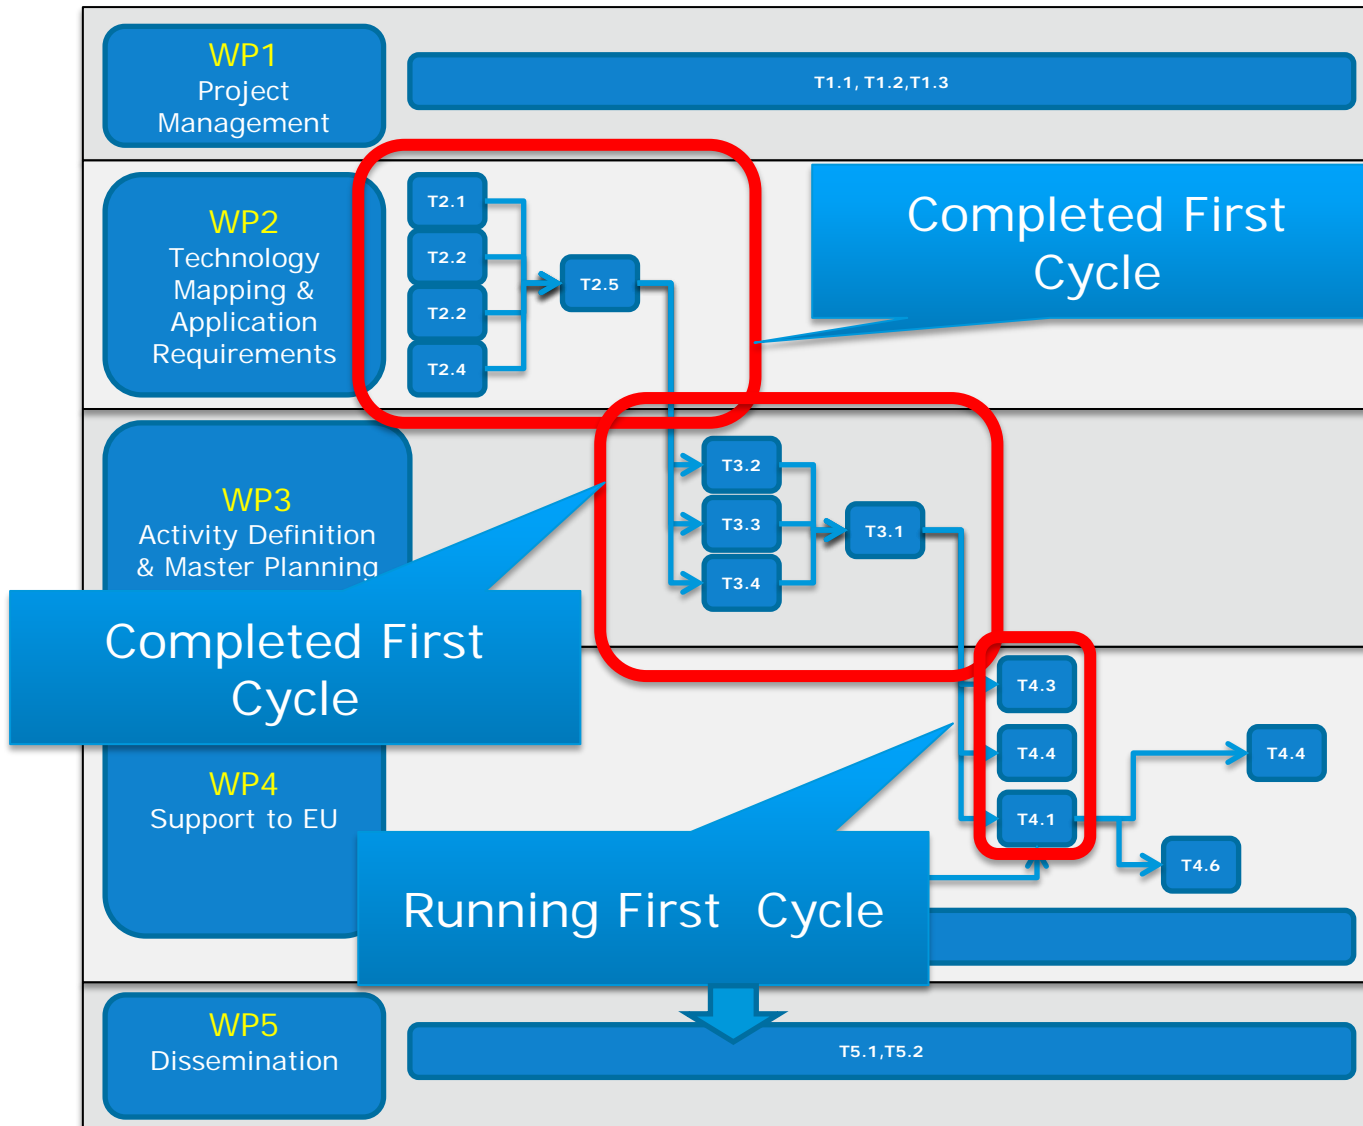 WP1
Project
Management
T1.1, T1.2,T1.3
WP2
Technology
Mapping &
Application
Requirements
T2.1
T2.2
T2.2
T2.4
T2.5
Completed First
Cycle
WP3
Activity Definition
& Master Planning
T3.2
T3.3
T3.4
T3.1
Completed First
Cycle
WP4
Support to EU
T4.3
T4.4
T4.1
T4.4
T4.6
Running First  Cycle
WP5
Dissemination
T5.1,T5.2